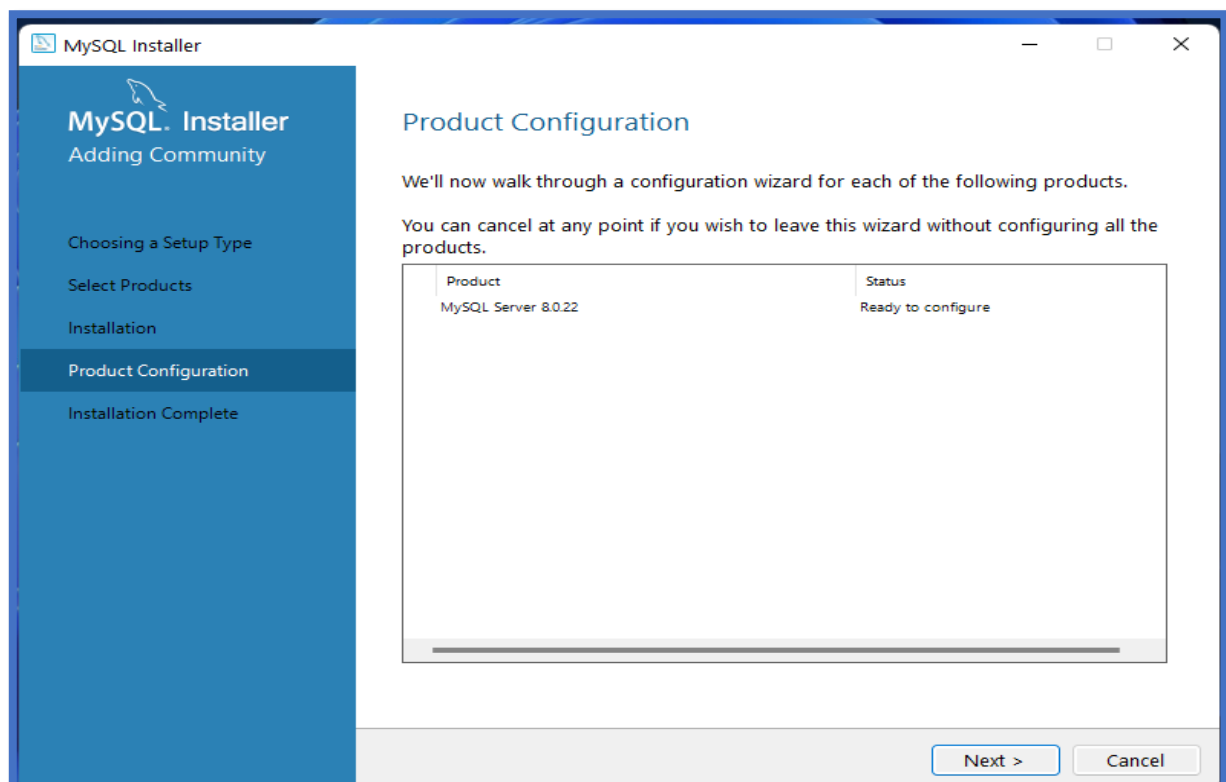 MySQL Installer
MySQL. Installer
Adding Community
Choosing a Setup Type
Select Products
Installation
Product Configuration
Installation Complete
Product Configuration
We'll now walk through a configuration wizard for each of the following products.
You can cancel at any point if you wish to leave this wizard without configuring all the
products.
Product Status
MySQL Server 8.0.22 Ready to configure
Next > Cancel